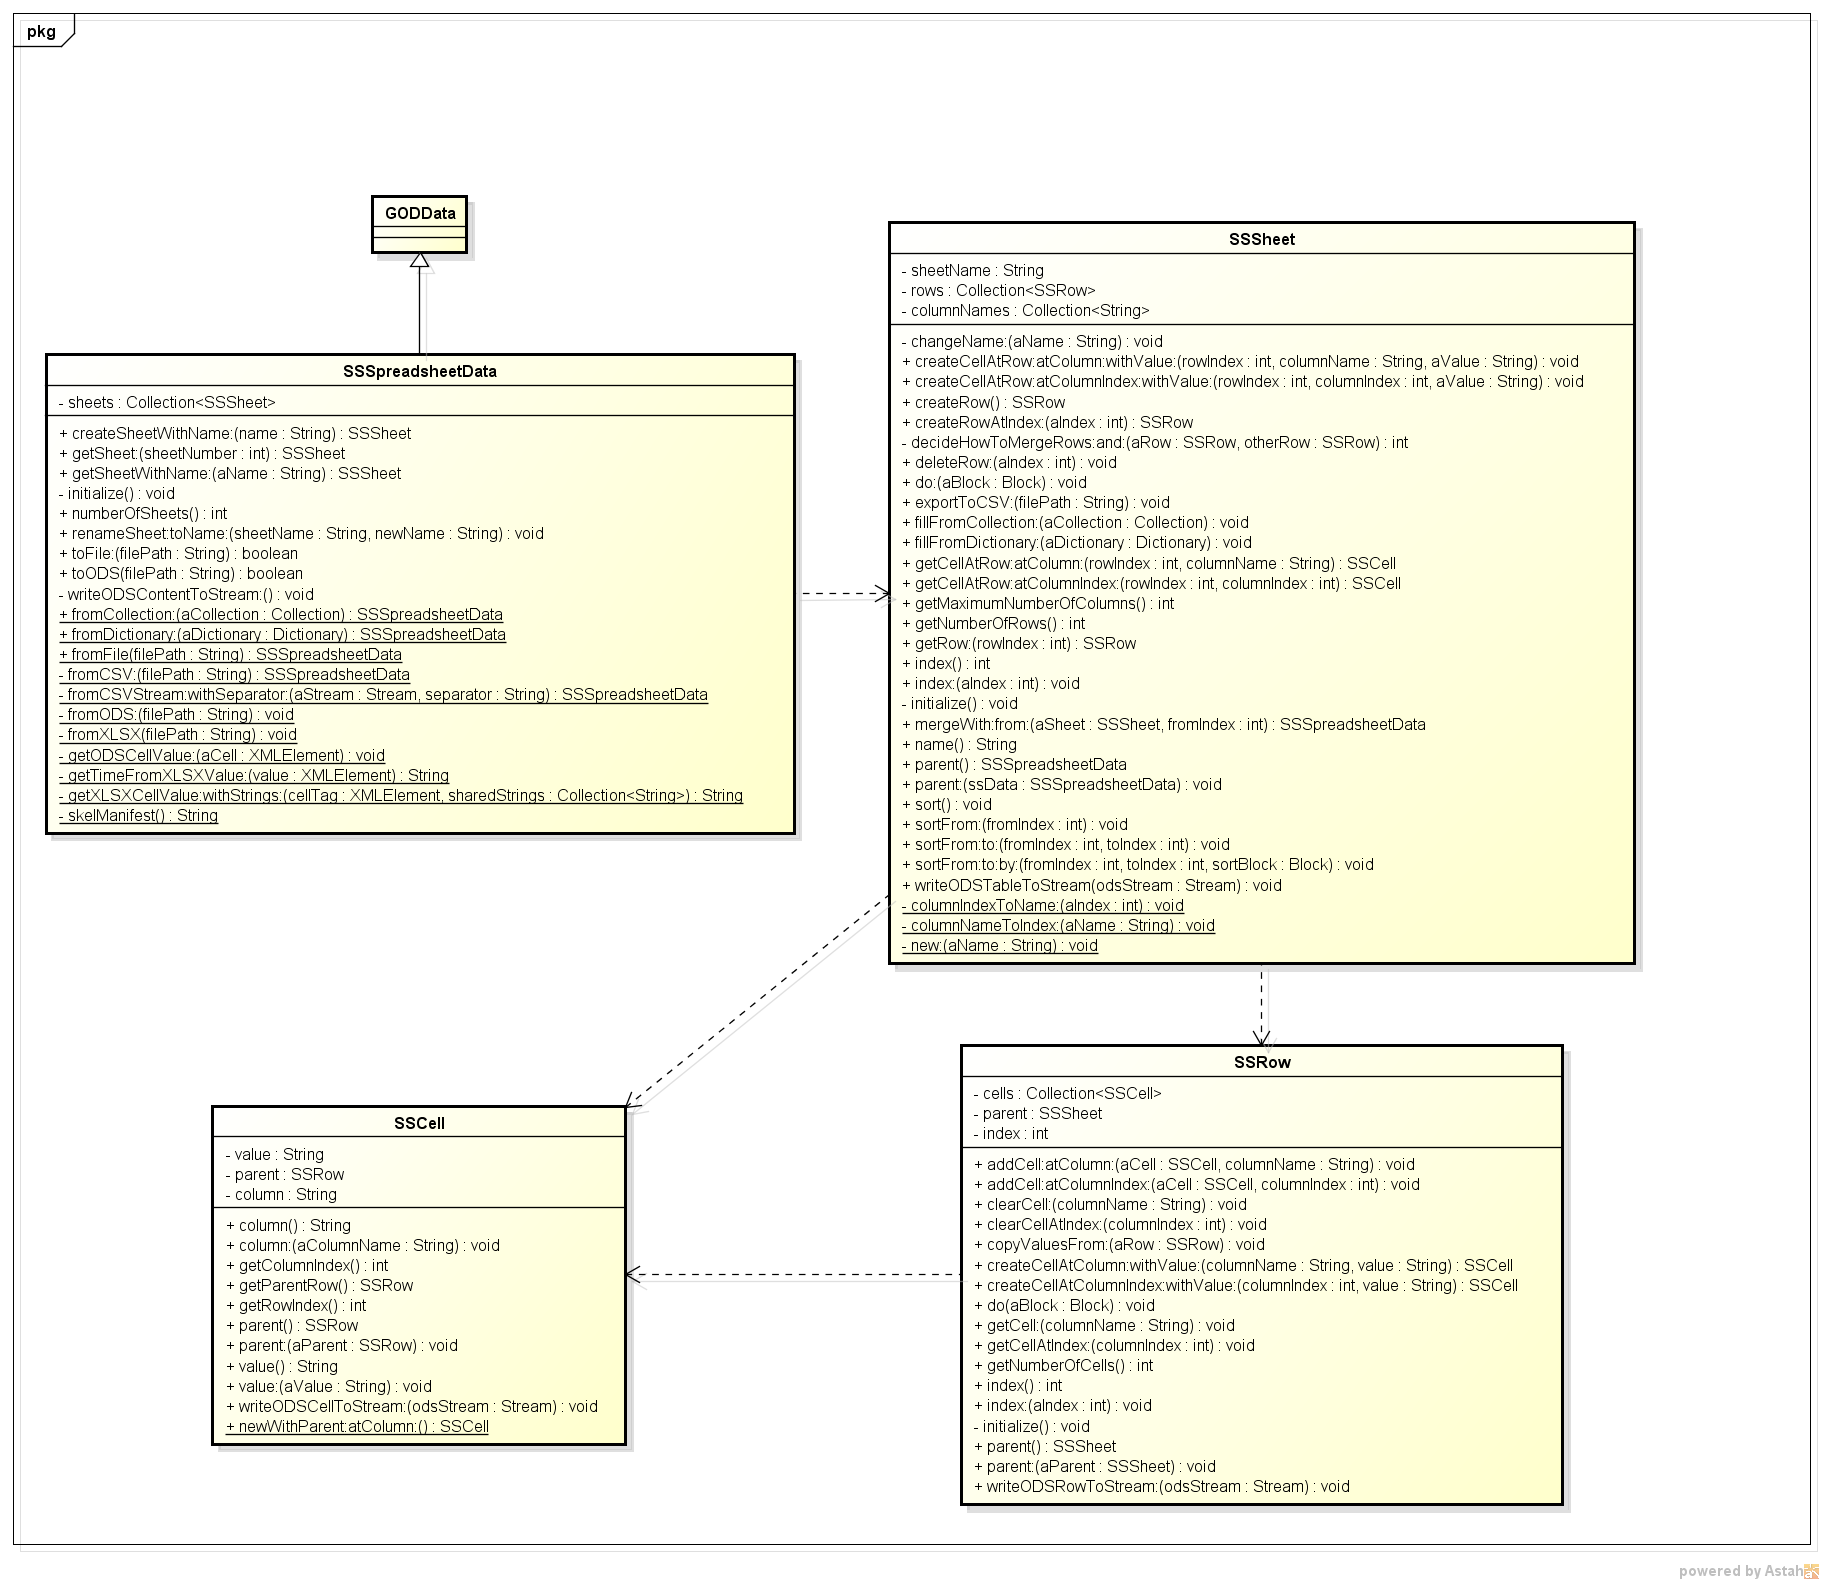 pkg
GODData
SSSpreadsheetData
- sheets : Collection<SSSheet>
+ createSheetWithName:(name : String) : SSSheet
+ getSheet:(sheetNumber : int) : SSSheet
+ getSheetWithName:(aName : String) : SSSheet
- initialize() : void
+ numberOfSheets() : int
+ renameSheet:toName:(sheetName : String, newName : String) : void
+ toFile:(filePath : String) : boolean
+ toODS(filePath : String) : boolean
- writeODSContentToStream:() : void
+ fromCollection:(aCollection : Collection) : SSSpreadsheetData
+ fromDictionary:(aDictionary : Dictionary) : SSSpreadsheetData
+ fromFile(filePath : String) : SSSpreadsheetData
- fromCSV:(filePath : String) : SSSpreadsheetData
- fromCSVStream:withSeparator:(aStream : Stream, separator : String) : SSSpreadsheetData
- fromODS:(filePath : String) : void
- fromXLSX(filePath : String) : void
- getODSCellValue:(aCell : XMLElement) : void
- getTimeFromXLSXValue:(value : XMLElement) : String
- getXLSXCellValue:withStrings:(cellTag : XMLElement, sharedStrings : Collection<String>) : String
- skelManifest() : String
SSSheet
- sheetName : String
- rows : Collection<SSRow>
- columnNames : Collection<String>
- changeName:(aName : String) : void
+ createCellAtRow:atColumn:withValue:(rowIndex : int, columnName : String, aValue : String) : void
+ createCellAtRow:atColumnIndex:withValue:(rowIndex : int, columnIndex : int, aValue : String) : void
+ createRow() : SSRow
+ createRowAtIndex:(aIndex : int) : SSRow
- decideHowToMergeRows:and:(aRow : SSRow, otherRow : SSRow) : int
+ deleteRow:(aIndex : int) : void
+ do:(aBlock : Block) : void
+ exportToCSV:(filePath : String) : void
+ fillFromCollection:(aCollection : Collection) : void
+ fillFromDictionary:(aDictionary : Dictionary) : void
+ getCellAtRow:atColumn:(rowIndex : int, columnName : String) : SSCell
+ getCellAtRow:atColumnIndex:(rowIndex : int, columnIndex : int) : SSCell
+ getMaximumNumberOfColumns() : int
+ getNumberOfRows() : int
+ getRow:(rowIndex : int) : SSRow
+ index() : int
+ index:(aIndex : int) : void
- initialize() : void
+ mergeWith:from:(aSheet : SSSheet, fromIndex : int) : SSSpreadsheetData
+ name() : String
+ parent() : SSSpreadsheetData
+ parent:(ssData : SSSpreadsheetData) : void
+ sort() : void
+ sortFrom:(fromIndex : int) : void
+ sortFrom:to:(fromIndex : int, toIndex : int) : void
+ sortFrom:to:by:(fromIndex : int, toIndex : int, sortBlock : Block) : void
+ writeODSTableToStream(odsStream : Stream) : void
- columnIndexToName:(aIndex : int) : void
- columnNameToIndex:(aName : String) : void
- new:(aName : String) : void
SSCell
- value : String
- parent : SSRow
- column : String
+ column() : String
+ column:(aColumnName : String) : void
+ getColumnIndex() : int
+ getParentRow() : SSRow
+ getRowIndex() : int
+ parent() : SSRow
+ parent:(aParent : SSRow) : void
+ value() : String
+ value:(aValue : String) : void
+ writeODSCellToStream:(odsStream : Stream) : void
+ newWithParent:atColumn:() : SSCell
SSRow
- cells : Collection<SSCell>
- parent : SSSheet
- index : int
+ addCell:atColumn:(aCell : SSCell, columnName : String) : void
+ addCell:atColumnIndex:(aCell : SSCell, columnIndex : int) : void
+ clearCell:(columnName : String) : void
+ clearCellAtIndex:(columnIndex : int) : void
+ copyValuesFrom:(aRow : SSRow) : void
+ createCellAtColumn:withValue:(columnName : String, value : String) : SSCell
+ createCellAtColumnIndex:withValue:(columnIndex : int, value : String) : SSCell
+ do(aBlock : Block) : void
+ getCell:(columnName : String) : void
+ getCellAtIndex:(columnIndex : int) : void
+ getNumberOfCells() : int
+ index() : int
+ index:(aIndex : int) : void
- initialize() : void
+ parent() : SSSheet
+ parent:(aParent : SSSheet) : void
+ writeODSRowToStream:(odsStream : Stream) : void
powered by Astah